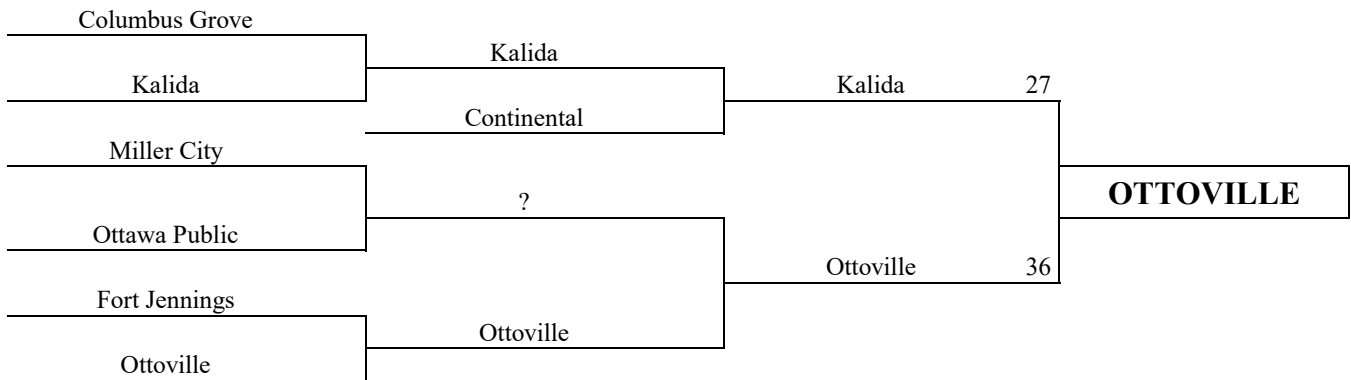 Columbus Grove
Kalida
Kalida
Kalida 27
Continental
Miller City
?
OTTOVILLE
Ottawa Public
Ottoville 36
Fort Jennings
Ottoville
Ottoville